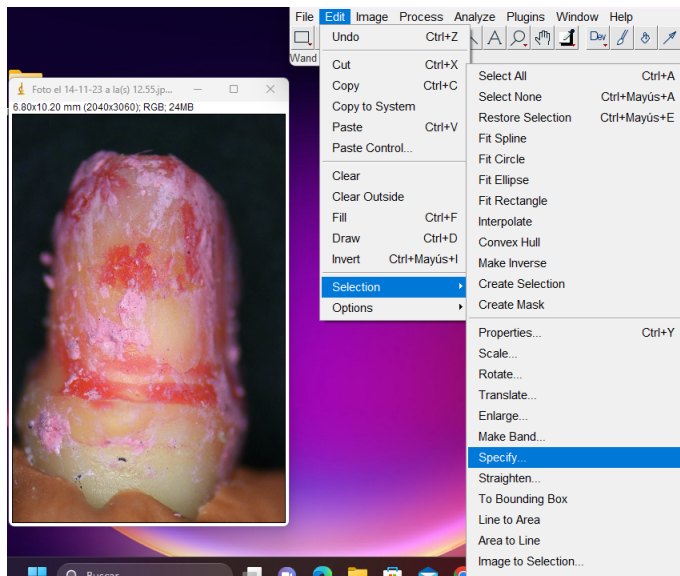 File Edit Image Process Analyze Plugins Window Help
Dev
Wand
Foto el 14-11-23 a la(s) 12.55.jp...
6.80x10.20 mm (2040x3060); RGB; 24MB
Undo Ctrl+Z
Cut Ctrl+X
Copy Ctrl+C
Copy to System
Paste Ctrl+V
Paste Control...
Clear
Clear Outside
Fill Ctrl+F
Draw Ctrl+D
Invert Ctrl+Mayús+I
Selection
Options
Select All Ctrl+A
Select None Ctrl+Mayús+A
Restore Selection Ctrl+Mayús+E
Fit Spline
Fit Circle
Fit Ellipse
Fit Rectangle
Interpolate
Convex Hull
Make Inverse
Create Selection
Create Mask
Properties... Ctrl+Y
Scale...
Rotate...
Translate...
Enlarge...
Make Band...
Specify...
Straighten...
To Bounding Box
Line to Area
Area to Line
Image to Selection...
Buscar